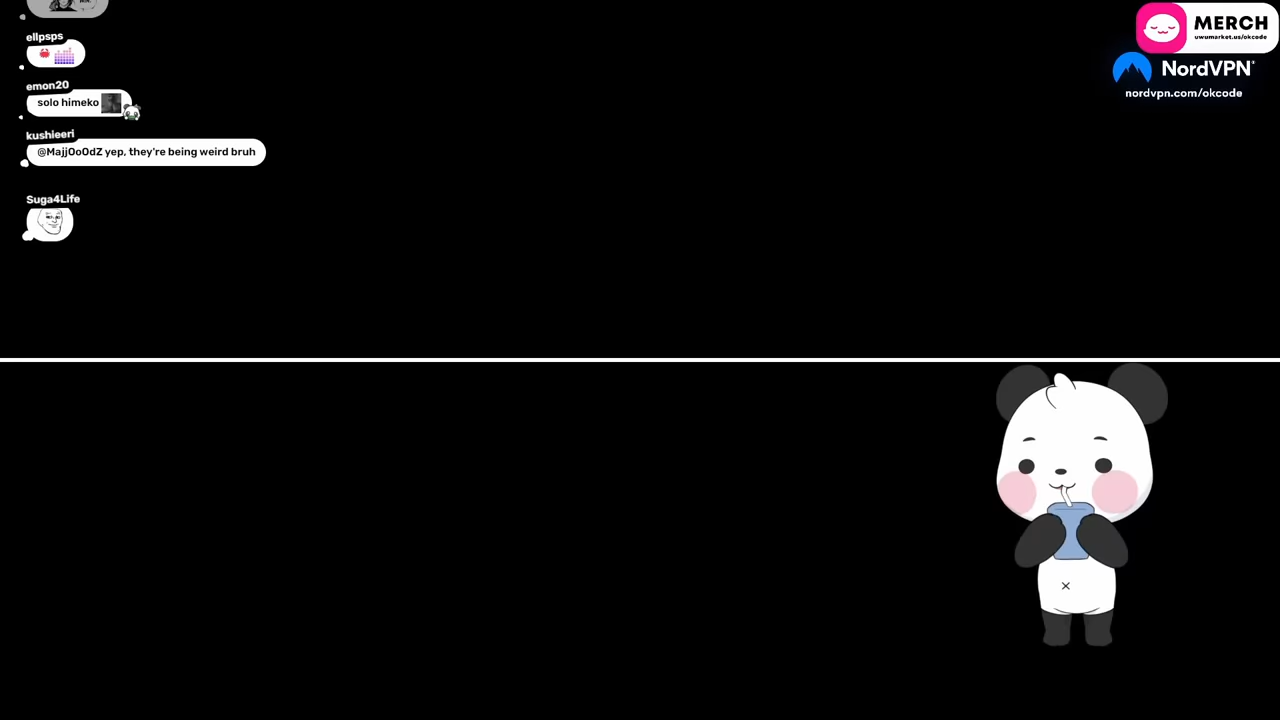 MERCH
uwumarket.us/okcode
ellpsps
NordVPN
nordvpn.com/okcode
emon20
solo himeko
kushieeri
@MajjOoOdZ yep, they're being weird bruh
Suga4Life